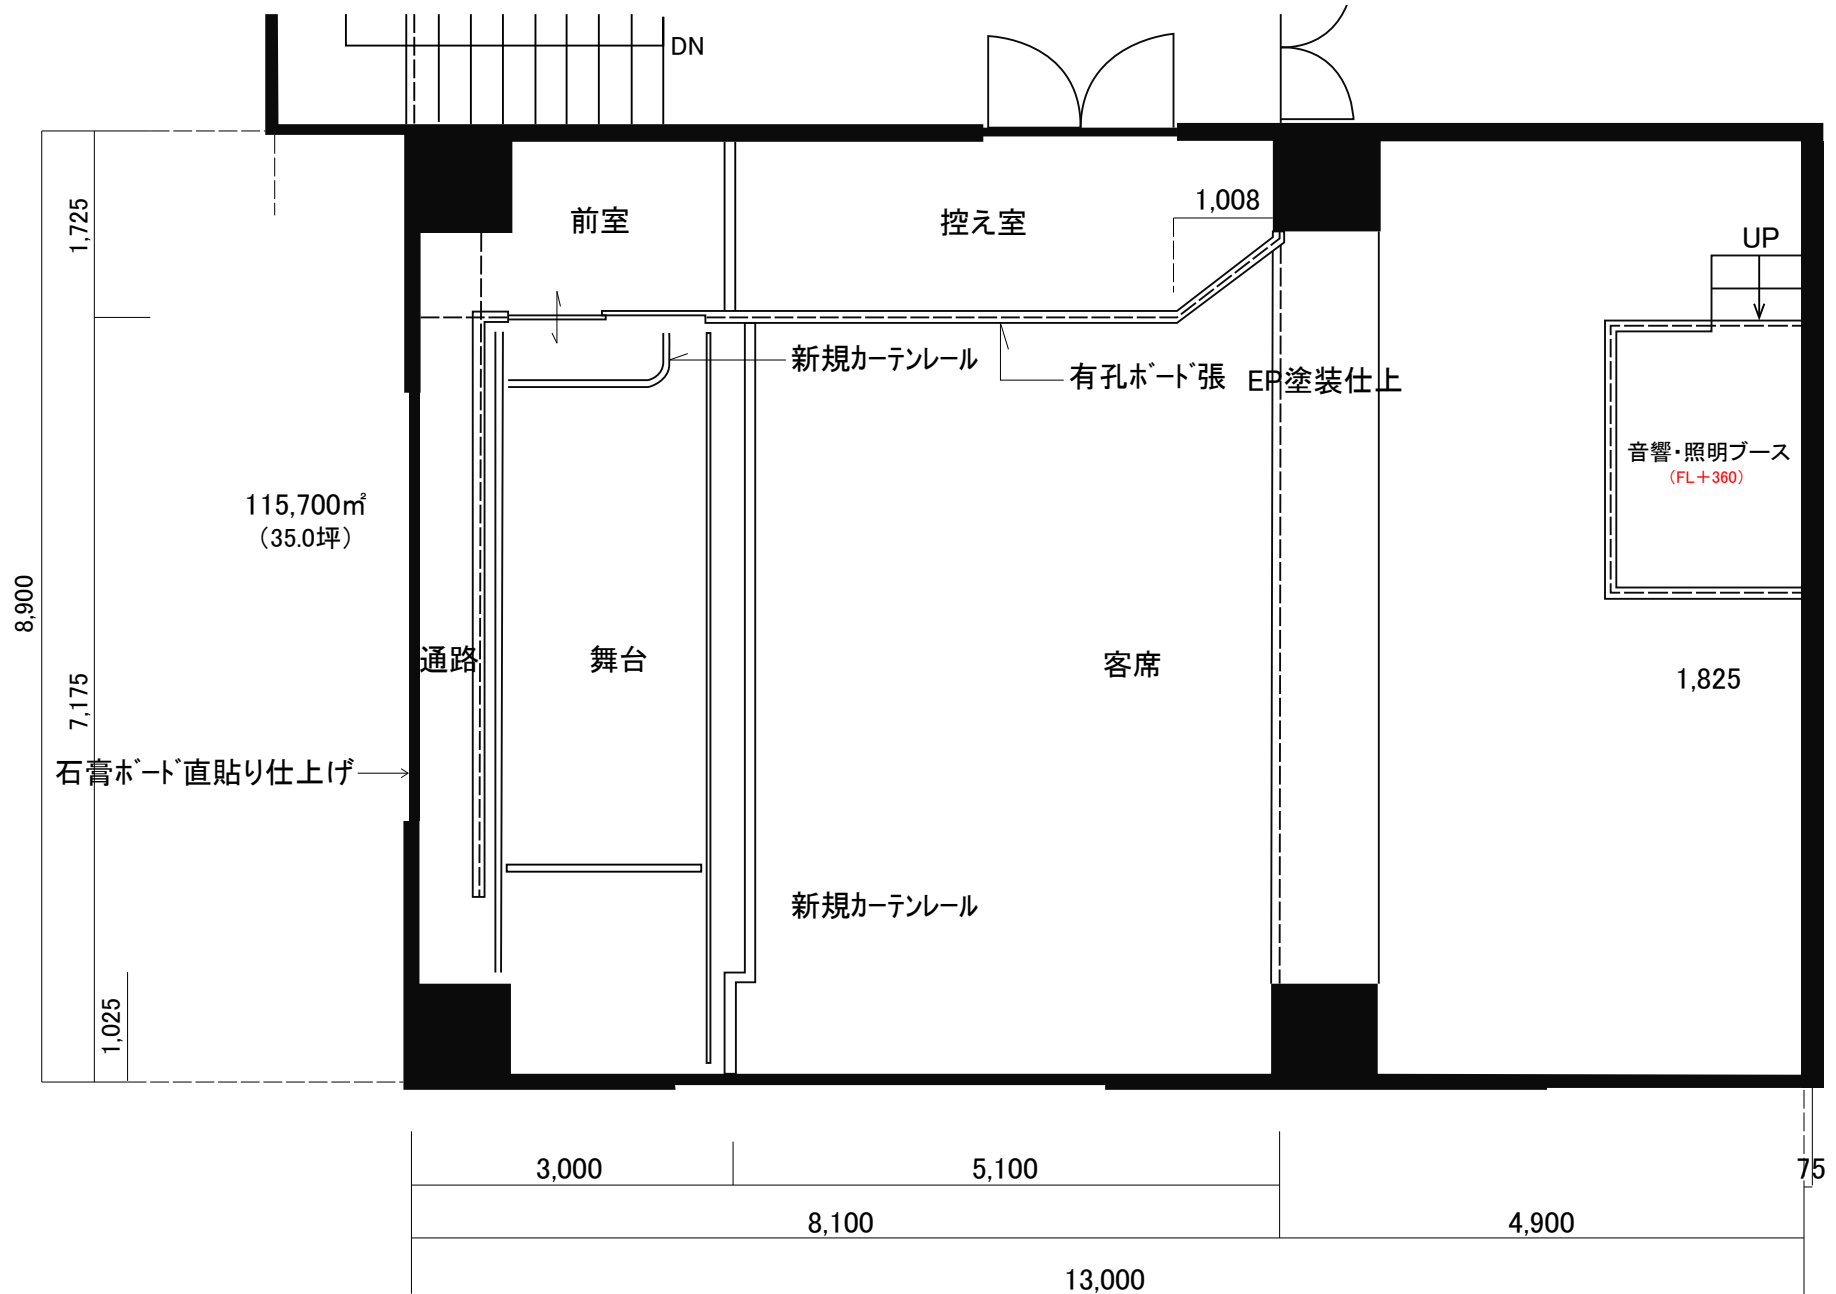 DN
1,725
前室
控え室
1,008
UP
新規ｶｰﾃﾝﾚｰﾙ
有孔ﾎﾞｰﾄﾞ張 EP塗装仕上
音響・照明ブース
(FL＋360)
115,700㎡
(35.0坪)
8,900
7,175
通路
舞台
客席
1,825
石膏ﾎﾞｰﾄﾞ直貼り仕上げ
新規ｶｰﾃﾝﾚｰﾙ
1,025
3,000
5,100
75
8,100
4,900
13,000